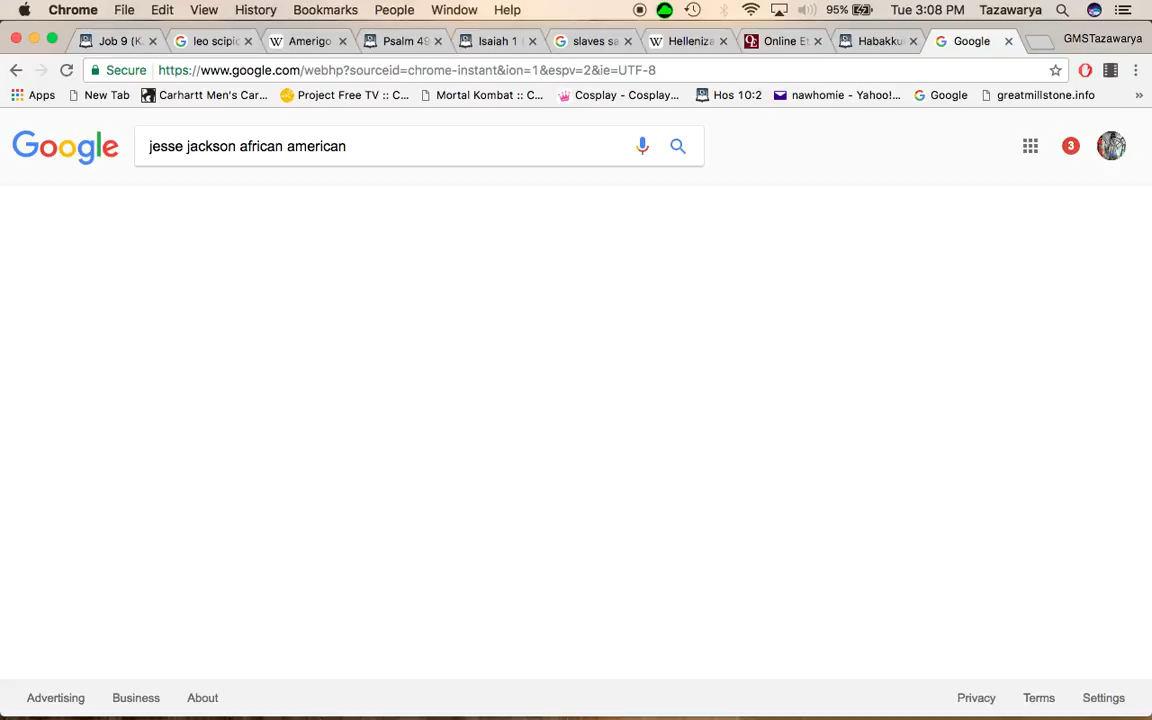 Chrome File Edit View History Bookmarks People Window Help 95% Tue 3:08 PM Tazawarya
Job 9 (K. leo scipic Amerigo Psalm 49 Isaiah 1 slaves sa Helleniza Online Et Habakku Google GMSTazawarya
Secure https://www.google.com/webhp?sourceid=chrome-instant&ion=1&espv=2&ie=UTF-8
Apps New Tab Carhartt Men's Car... Project Free TV :: C... Mortal Kombat :: C... Cosplay - Cosplay... Hos 10:2 nawhomie - Yahoo!... Google greatmillstone.info »
Google jesse jackson african american 3
Advertising Business About Privacy Terms Settings